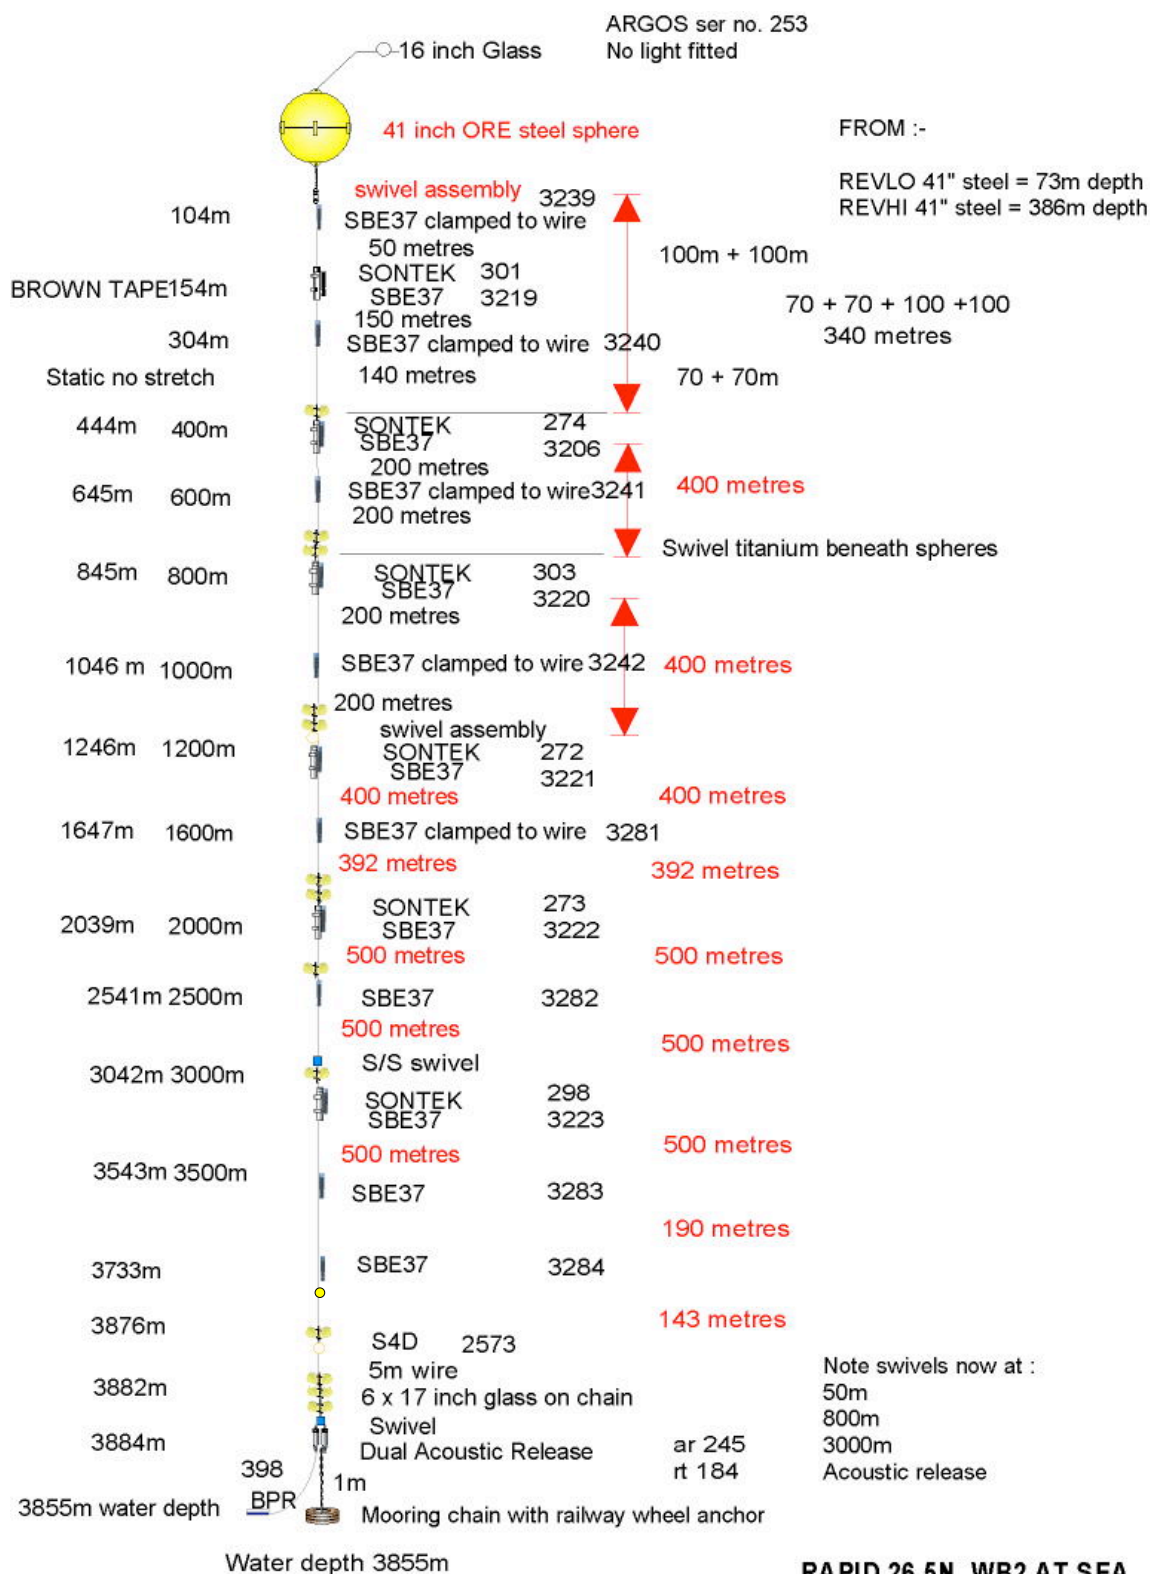 ARGOS ser no. 253
16 inch Glass No light fitted
41 inch ORE steel sphere FROM :-
swivel assembly 3239 REVLO 41" steel = 73m depth
REVHI 41" steel = 386m depth
104m SBE37 clamped to wire
50 metres 100m + 100m
BROWN TAPE 154m SONTEK 301
SBE37 3219 70 + 70 + 100 +100
150 metres 340 metres
304m SBE37 clamped to wire 3240
Static no stretch 140 metres 70 + 70m
444m 400m SONTEK 274
SBE37 3206
200 metres
645m 600m SBE37 clamped to wire 3241 400 metres
200 metres
Swivel titanium beneath spheres
845m 800m SONTEK 303
SBE37 3220
200 metres
1046 m 1000m SBE37 clamped to wire 3242 400 metres
200 metres
swivel assembly
1246m 1200m SONTEK 272
SBE37 3221
400 metres 400 metres
1647m 1600m SBE37 clamped to wire 3281
392 metres 392 metres
SONTEK 273
2039m 2000m SBE37 3222
500 metres 500 metres
2541m 2500m SBE37 3282
500 metres 500 metres
S/S swivel
3042m 3000m
SONTEK 298
SBE37 3223
500 metres 500 metres
3543m 3500m
SBE37 3283
190 metres
3733m SBE37 3284
3876m 143 metres
S4D 2573
5m wire Note swivels now at :
3882m 6 x 17 inch glass on chain 50m
Swivel 800m
3884m Dual Acoustic Release ar 245 3000m
398 1m rt 184 Acoustic release
BPR
3855m water depth Mooring chain with railway wheel anchor
Water depth 3855m
RAPID 26.5N WB2 AT SEA